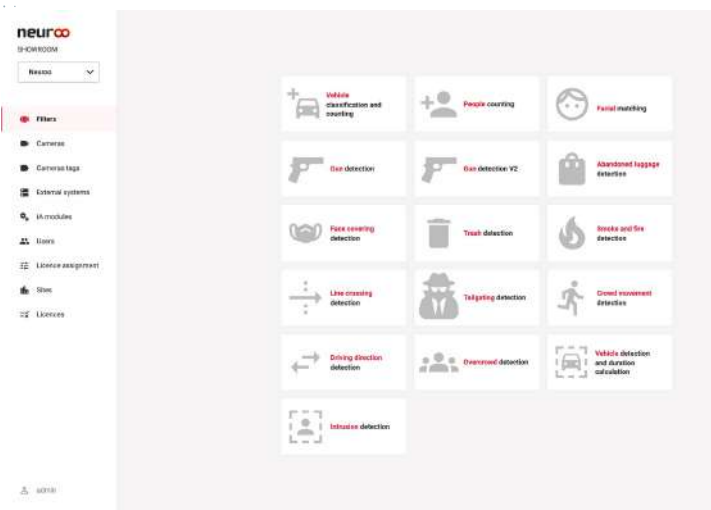 neuroo
SHOWROOM
Neuroo
Filters
Cameras
Cameras tags
External systems
IA modules
Users
Licence assignment
Sites
Licences
admin
Vehicle
classification and
counting
People counting
Facial matching
Gun detection
Gun detection V2
Abandoned luggage
detection
Face covering
detection
Trash detection
Smoke and fire
detection
Line crossing
detection
Tailgating detection
Crowd movement
detection
Driving direction
detection
Overcrowd detection
Vehicle detection
and duration
calculation
Intrusion detection